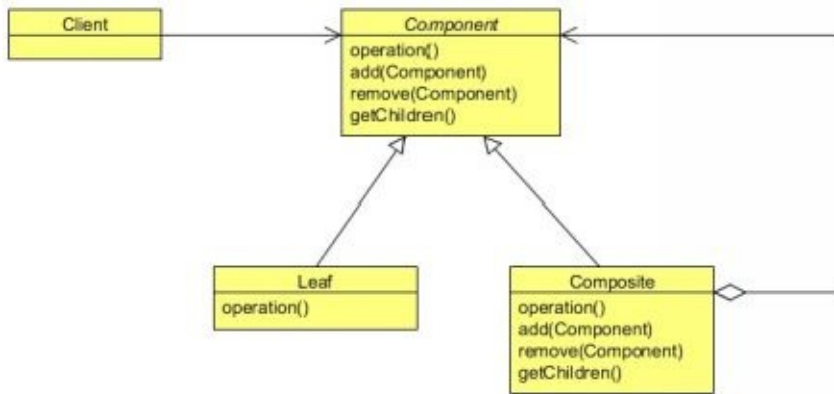 Client
Component
operation()
add(Component)
remove(Component)
getChildren()
Leaf
operation()
Composite
operation()
add(Component)
remove(Component)
getChildren()